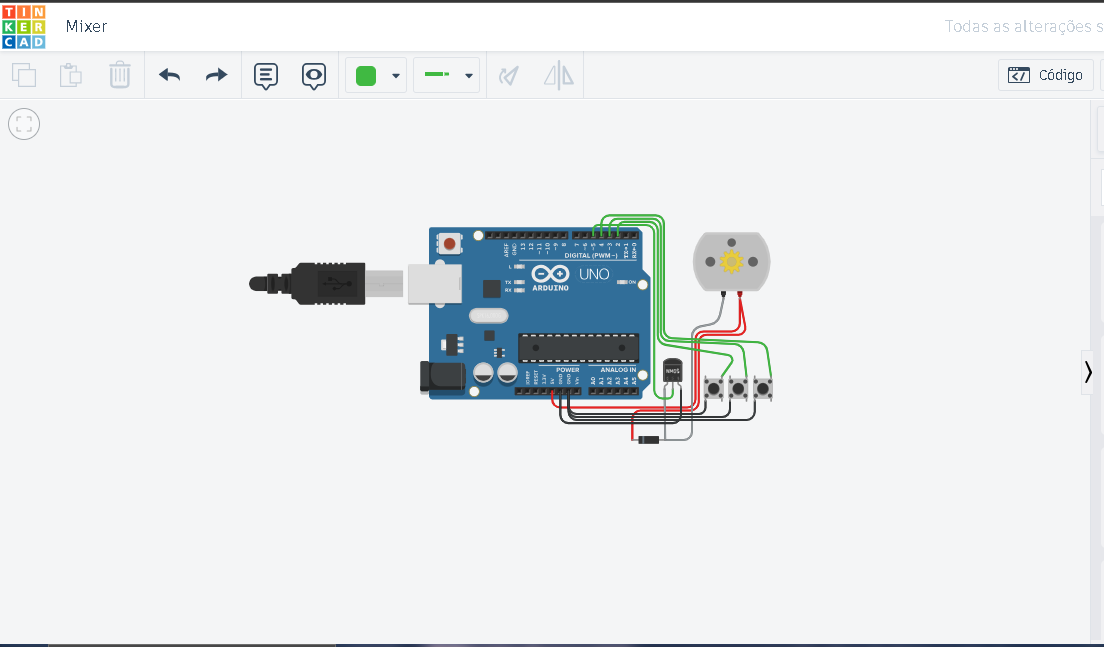 TIN
KER
CAD
Mixer
Todas as alterações s
Código
AREF
GND
13
12
~11
~10
~9
8
7
~6
~5
4
~3
2
TX→1
RX←0
DIGITAL (PWM~)
L
TX
RX
UNO
ARDUINO
ON
POWER
ANALOG IN
IOREF
RESET
3.3V
5V
GND
GND
Vin
A0
A1
A2
A3
A4
A5
NMOS